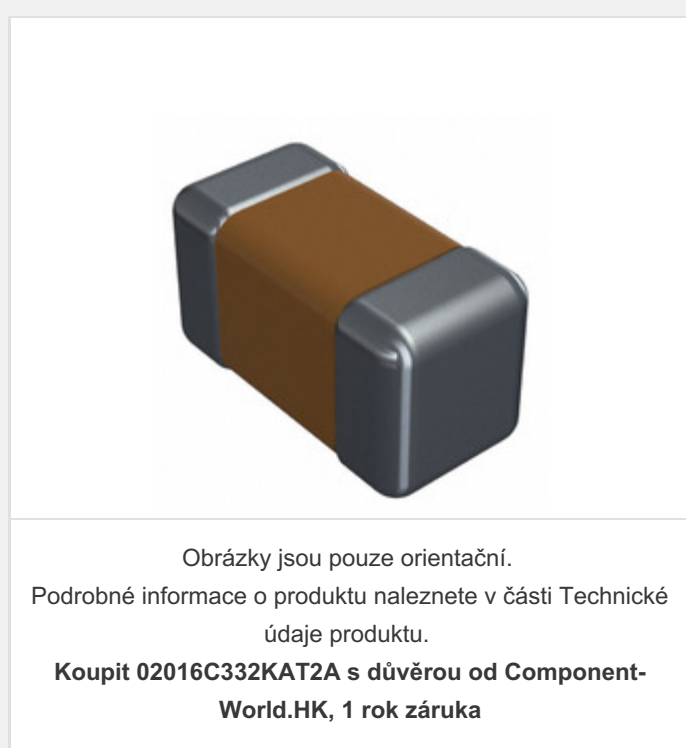 Obrázky jsou pouze orientační.
Podrobné informace o produktu naleznete v části Technické
údaje produktu.
Koupit 02016C332KAT2A s důvěrou od Component-
World.HK, 1 rok záruka